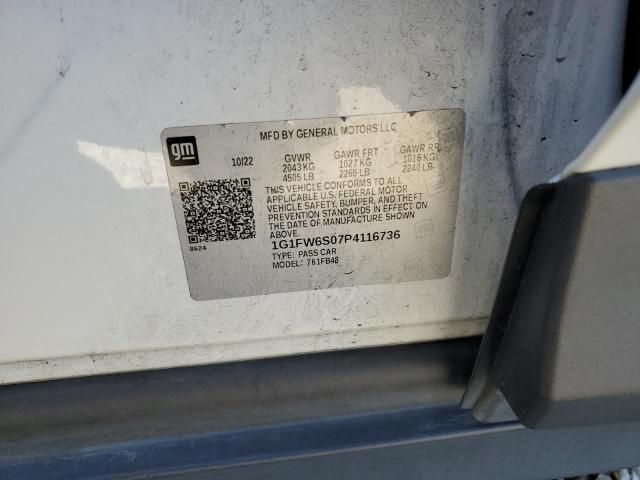 MFD BY GENERAL MOTORS LLC
gm
10/22 GVWR GAWR FRT GAWR RR
2043 KG 1027 KG 1016 KG
4505 LB 2265 LB 2240 LB
THIS VEHICLE CONFORMS TO ALL
APPLICABLE U.S. FEDERAL MOTOR
VEHICLE SAFETY, BUMPER, AND THEFT
PREVENTION STANDARDS IN EFFECT ON
THE DATE OF MANUFACTURE SHOWN
ABOVE.
1G1FW6S07P4116736
8624
TYPE: PASS CAR
MODEL: 761FB48